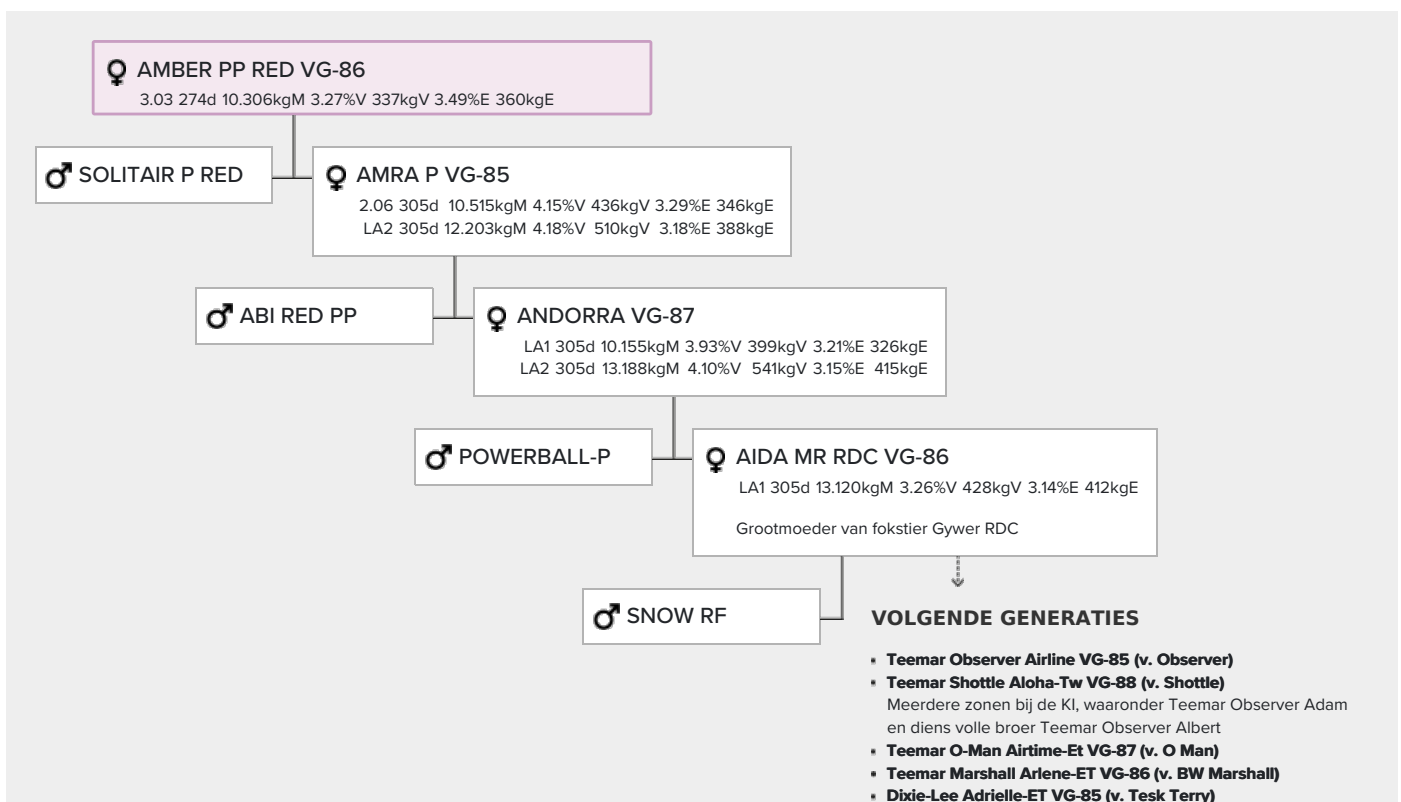 AMBER PP RED VG-86
3.03 274d 10.306kgM 3.27%V 337kgV 3.49%E 360kgE
SOLITAIR P RED
AMRA P VG-85
2.06 305d 10.515kgM 4.15%V 436kgV 3.29%E 346kgE
LA2 305d 12.203kgM 4.18%V 510kgV 3.18%E 388kgE
ABI RED PP
ANDORRA VG-87
LA1 305d 10.155kgM 3.93%V 399kgV 3.21%E 326kgE
LA2 305d 13.188kgM 4.10%V 541kgV 3.15%E 415kgE
POWERBALL-P
AIDA MR RDC VG-86
LA1 305d 13.120kgM 3.26%V 428kgV 3.14%E 412kgE
Grootmoeder van fokstier Gywer RDC
SNOW RF
VOLGENDE GENERATIES
Teemar Observer Airline VG-85 (v. Observer)
Teemar Shottle Aloha-Tw VG-88 (v. Shottle)
Meerdere zonen bij de KI, waaronder Teemar Observer Adam
en diens volle broer Teemar Observer Albert
Teemar O-Man Airtime-Et VG-87 (v. O Man)
Teemar Marshall Arlene-ET VG-86 (v. BW Marshall)
Dixie-Lee Adrielle-ET VG-85 (v. Tesk Terry)